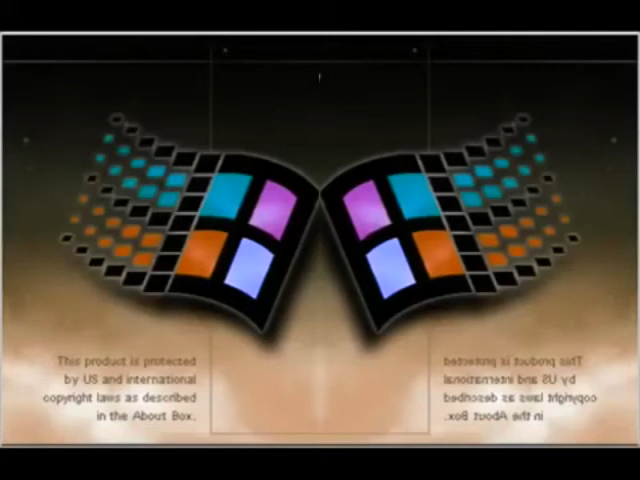 This product is protected
by US and international
copyright laws as described
in the About Box.
This product is protected
by US and international
copyright laws as described
in the About Box.